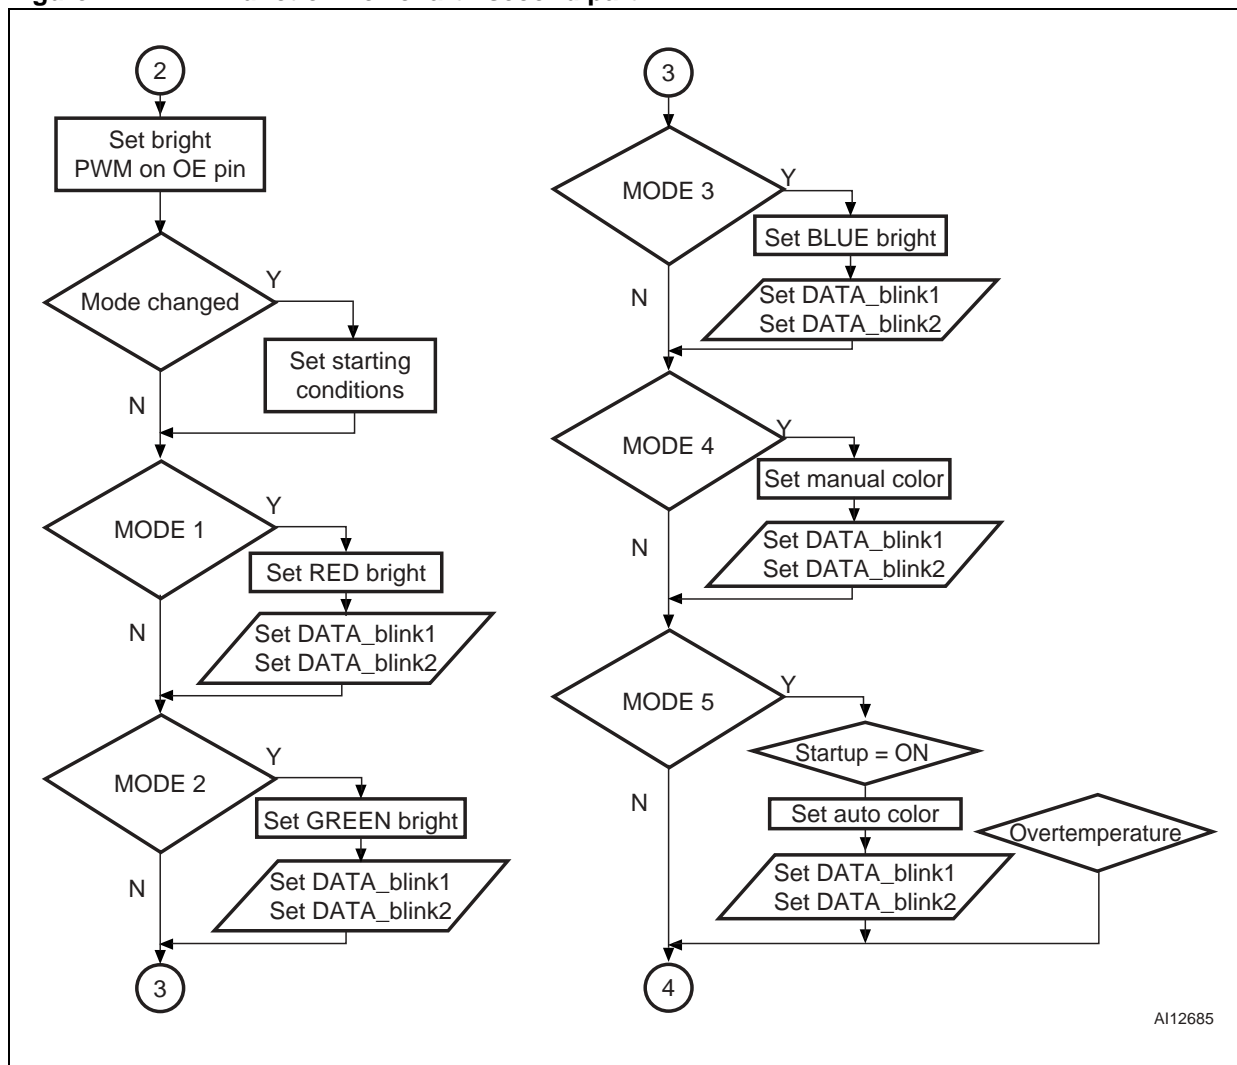 2
Set bright
PWM on OE pin
Mode changed
Y
Set starting
conditions
N
MODE 1
Y
Set RED bright
N
Set DATA_blink1
Set DATA_blink2
MODE 2
Y
Set GREEN bright
N
Set DATA_blink1
Set DATA_blink2
3
3
MODE 3
Y
Set BLUE bright
N
Set DATA_blink1
Set DATA_blink2
MODE 4
Y
Set manual color
N
Set DATA_blink1
Set DATA_blink2
MODE 5
Y
Startup = ON
N
Set auto color
Overtemperature
Set DATA_blink1
Set DATA_blink2
4
AI12685